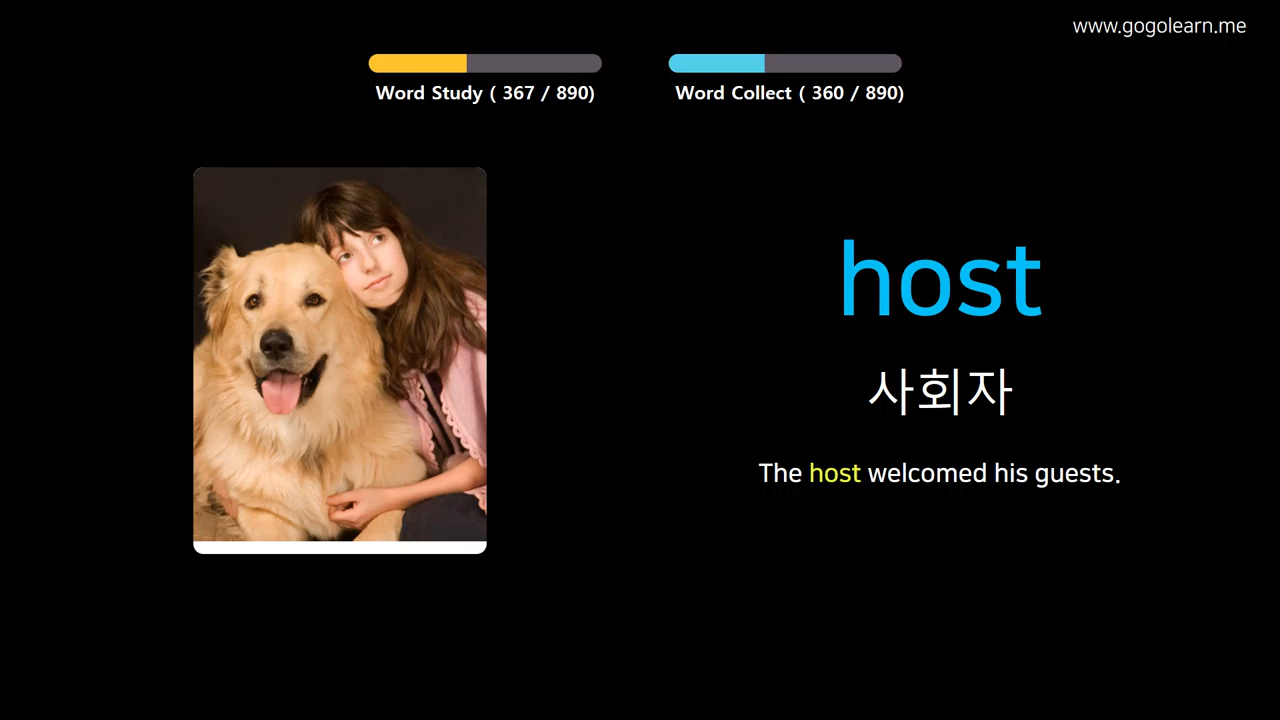 www.gogolearn.me
Word Study ( 367 / 890)
Word Collect ( 360 / 890)
host
사회자
The host welcomed his guests.